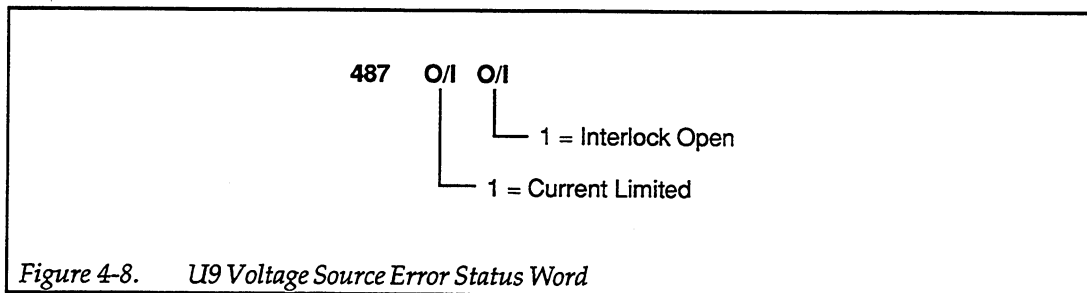 487 O/I O/I
1 = Interlock Open
1 = Current Limited
Figure 4-8. U9 Voltage Source Error Status Word